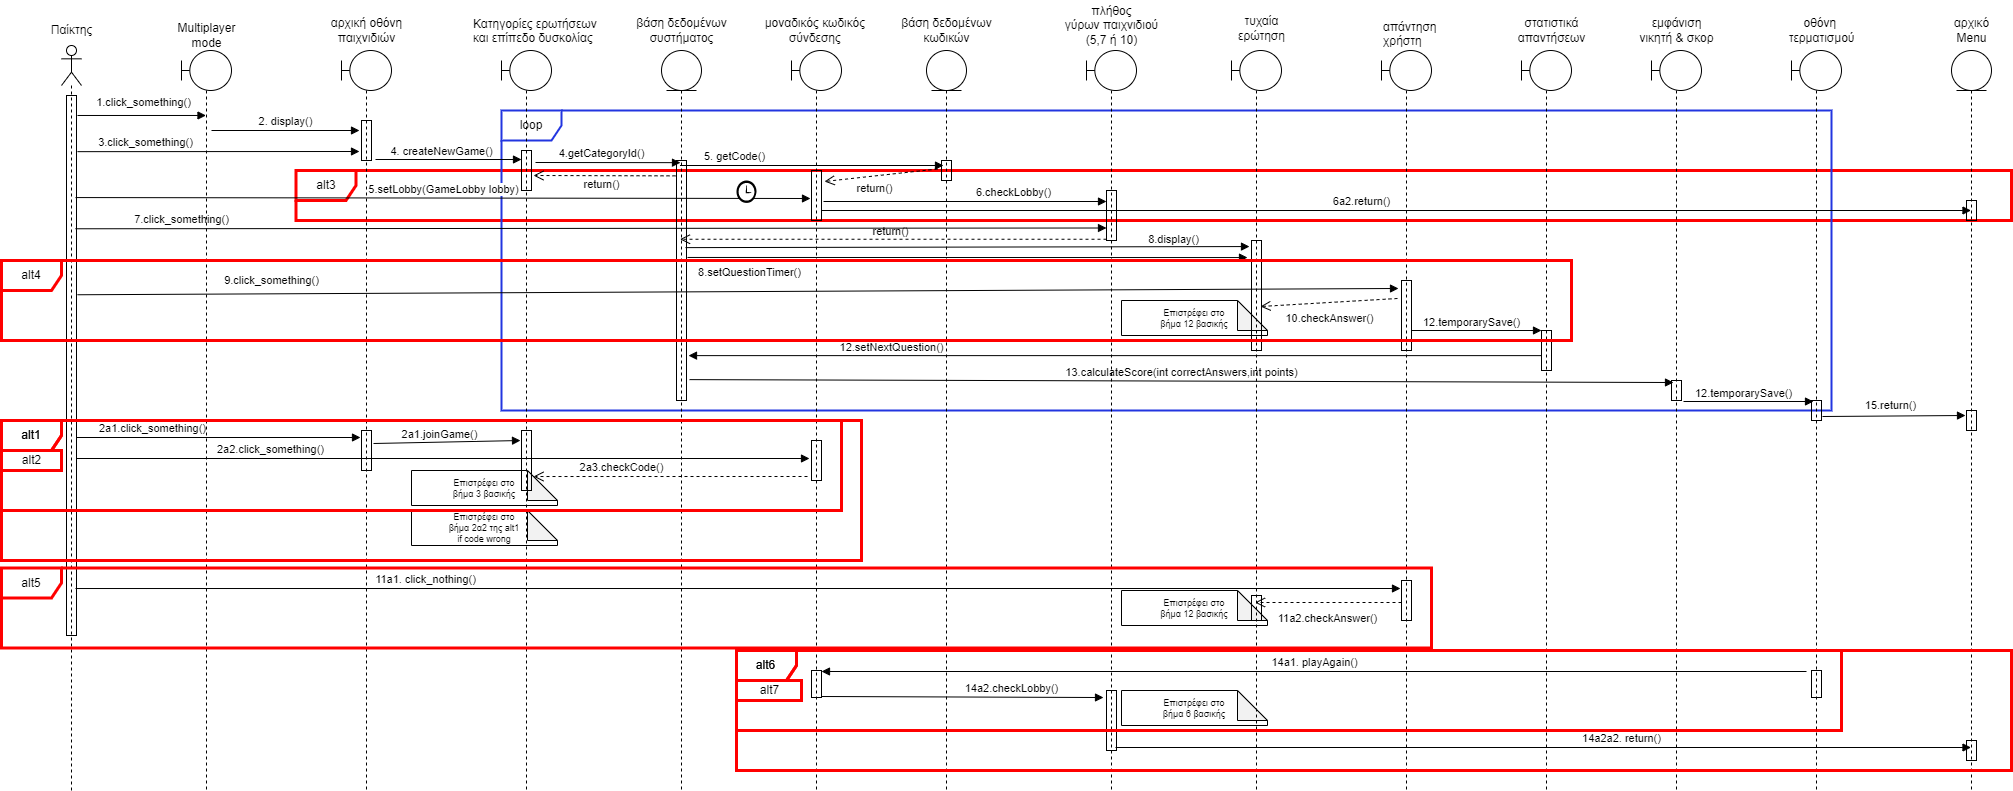 Παίκτης
Multiplayer
mode
αρχική οθόνη
παιχνιδιών
Κατηγορίες ερωτήσεων
και επίπεδο δυσκολίας
βάση δεδομένων
συστήματος
μοναδικός κωδικός
σύνδεσης
βάση δεδομένων
κωδικών
πλήθος
γύρων παιχνιδιού
(5,7 ή 10)
τυχαία
ερώτηση
απάντηση
χρήστη
στατιστικά
απαντήσεων
εμφάνιση
νικητή & σκορ
οθόνη
τερματισμού
αρχικό
Menu
1.click_something()
2. display()
loop
3.click_something()
4. createNewGame()
4.getCategoryId()
5. getCode()
alt3
return()
return()
5.setLobby(GameLobby lobby)
6.checkLobby()
6a2.return()
7.click_something()
return()
8.display()
alt4
8.setQuestionTimer()
9.click_something()
Επιστρέφει στο
βήμα 12 βασικής
10.checkAnswer()
12.temporarySave()
12.setNextQuestion()
13.calculateScore(int correctAnswers,int points)
12.temporarySave()
15.return()
alt1
2a1.click_something()
2a1.joinGame()
alt2
2a2.click_something()
2a3.checkCode()
Επιστρέφει στο
βήμα 3 βασικής
Επιστρέφει στο
βήμα 2α2 της alt1
if code wrong
alt5
11a1. click_nothing()
Επιστρέφει στο
βήμα 12 βασικής
11a2.checkAnswer()
alt6
14a1. playAgain()
alt7
14a2.checkLobby()
Επιστρέφει στο
βήμα 6 βασικής
14a2a2. return()